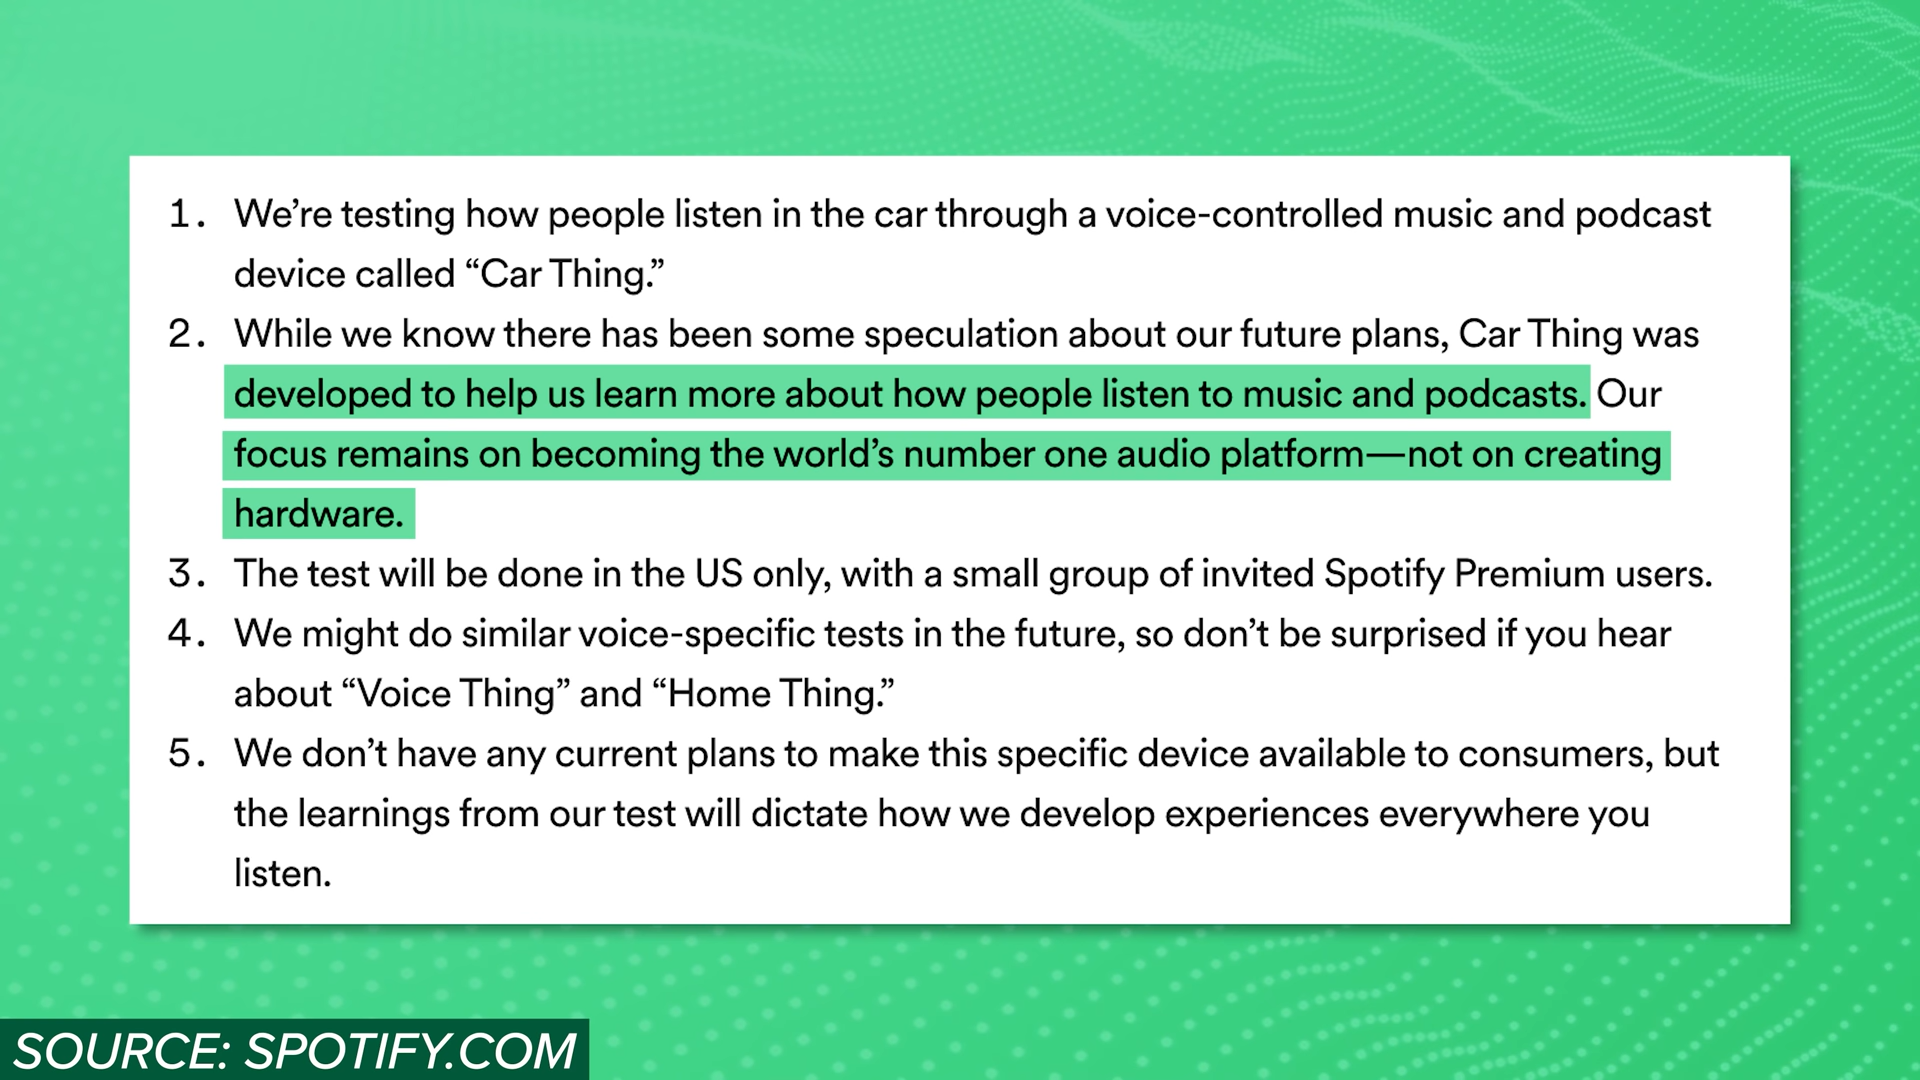 1. We’re testing how people listen in the car through a voice-controlled music and podcast
device called “Car Thing.”
2. While we know there has been some speculation about our future plans, Car Thing was
developed to help us learn more about how people listen to music and podcasts. Our
focus remains on becoming the world’s number one audio platform—not on creating
hardware.
3. The test will be done in the US only, with a small group of invited Spotify Premium users.
4. We might do similar voice-specific tests in the future, so don’t be surprised if you hear
about “Voice Thing” and “Home Thing.”
5. We don’t have any current plans to make this specific device available to consumers, but
the learnings from our test will dictate how we develop experiences everywhere you
listen.
SOURCE: SPOTIFY.COM